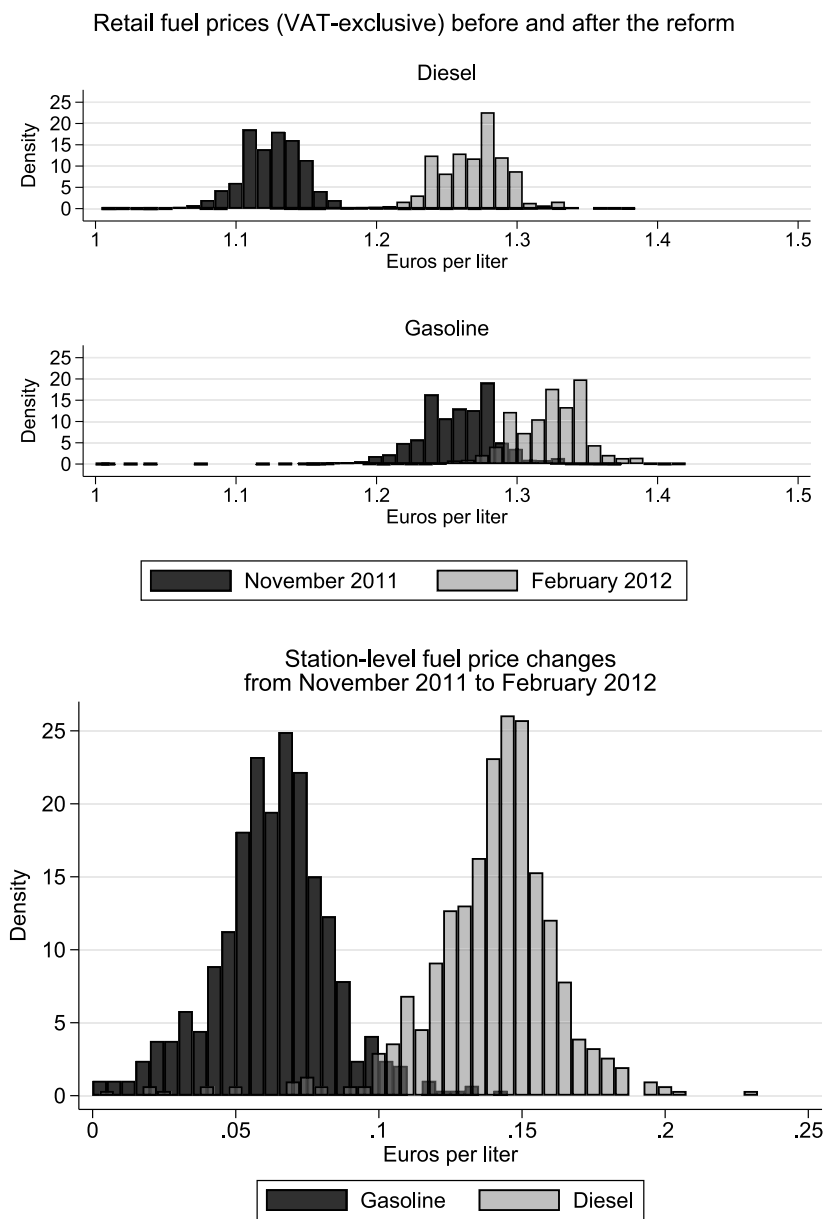 Retail fuel prices (VAT-exclusive) before and after the reform
Diesel
Density
25
20
15
10
5
0
1 1.1 1.2 1.3 1.4 1.5
Euros per liter
Gasoline
Density
25
20
15
10
5
0
1 1.1 1.2 1.3 1.4 1.5
Euros per liter
November 2011 February 2012
Station-level fuel price changes
from November 2011 to February 2012
Density
25
20
15
10
5
0
0 .05 .1 .15 .2 .25
Euros per liter
Gasoline Diesel